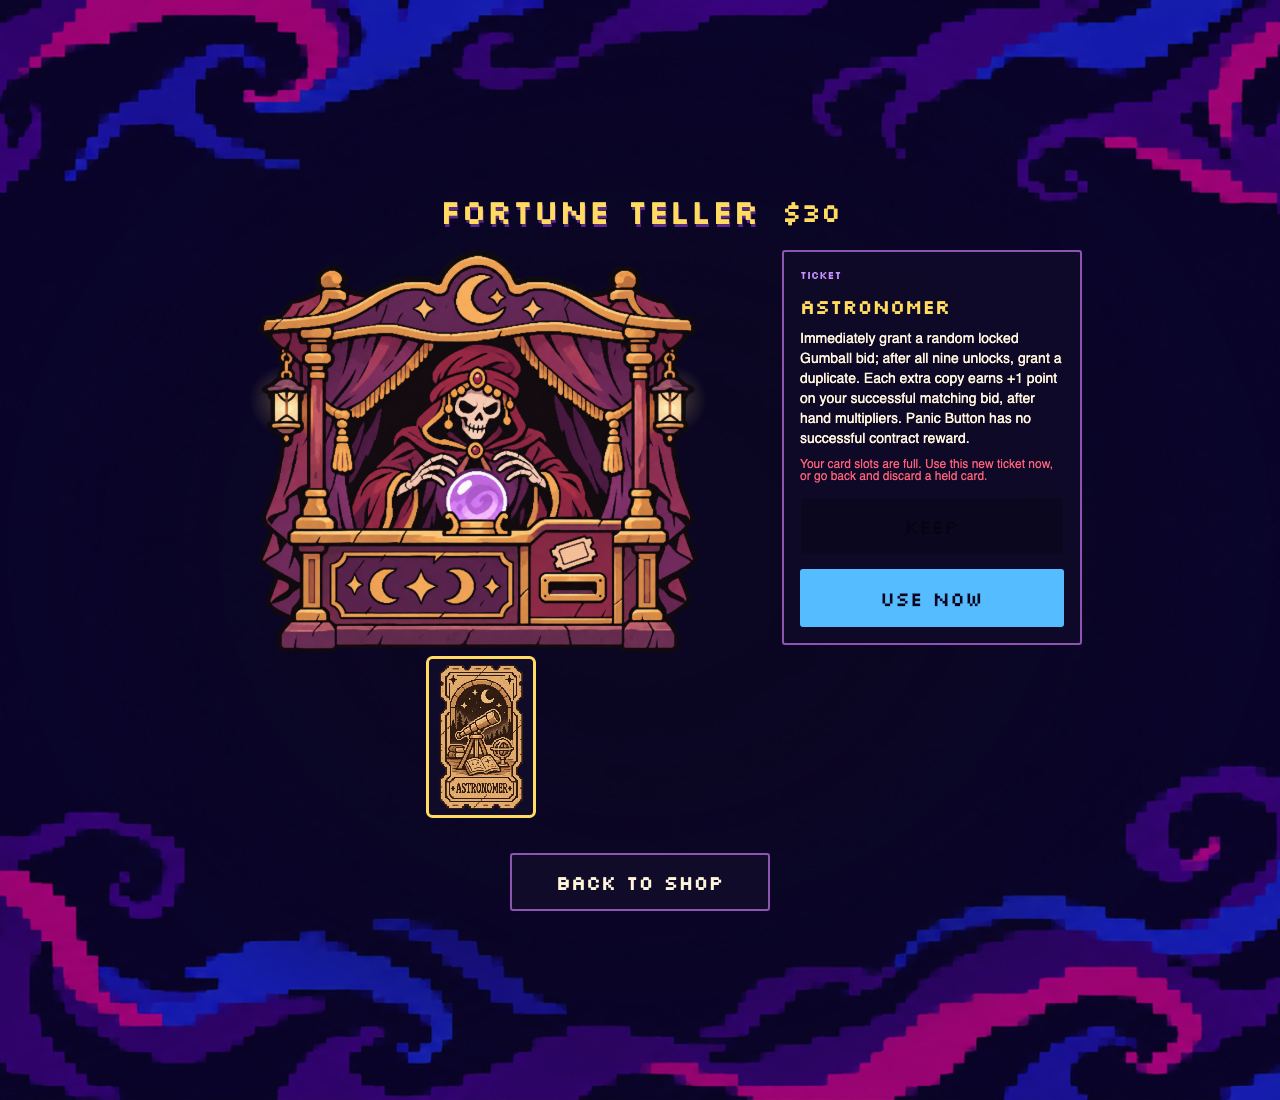 FORTUNE TELLER $30
TICKET
ASTRONOMER
Immediately grant a random locked
Gumball bid; after all nine unlocks, grant a
duplicate. Each extra copy earns +1 point
on your successful matching bid, after
hand multipliers. Panic Button has no
successful contract reward.
Your card slots are full. Use this new ticket now,
or go back and discard a held card.
KEEP
USE NOW
ASTRONOMER
BACK TO SHOP